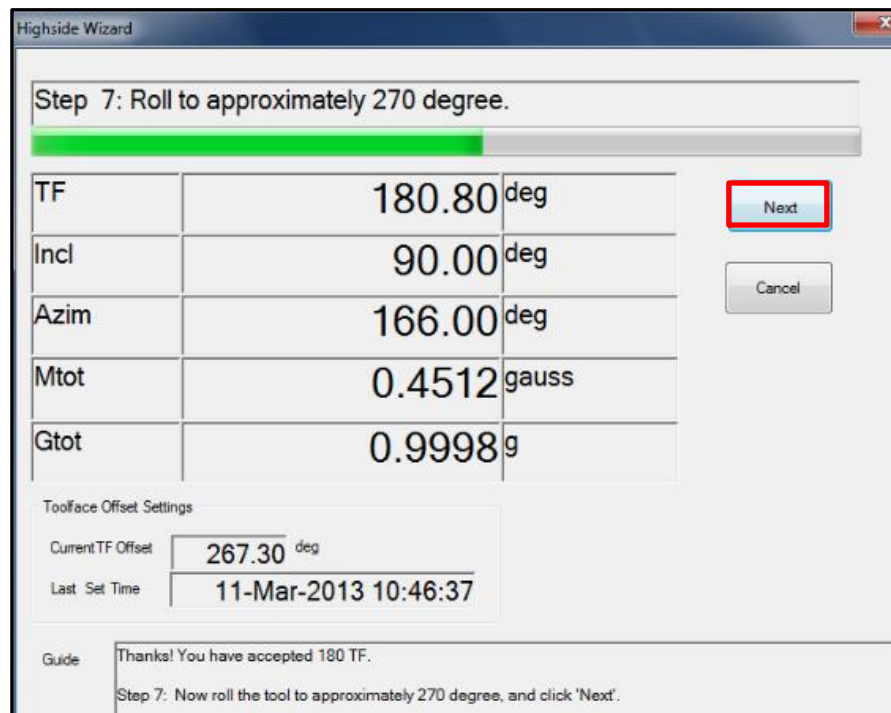 Highside Wizard
x
Step 7: Roll to approximately 270 degree.
TF 180.80 deg
Next
Incl 90.00 deg
Cancel
Azim 166.00 deg
Mtot 0.4512 gauss
Gtot 0.9998 g
Toolface Offset Settings
Current TF Offset 267.30 deg
Last Set Time 11-Mar-2013 10:46:37
Guide Thanks! You have accepted 180 TF.
Step 7: Now roll the tool to approximately 270 degree, and click 'Next'.